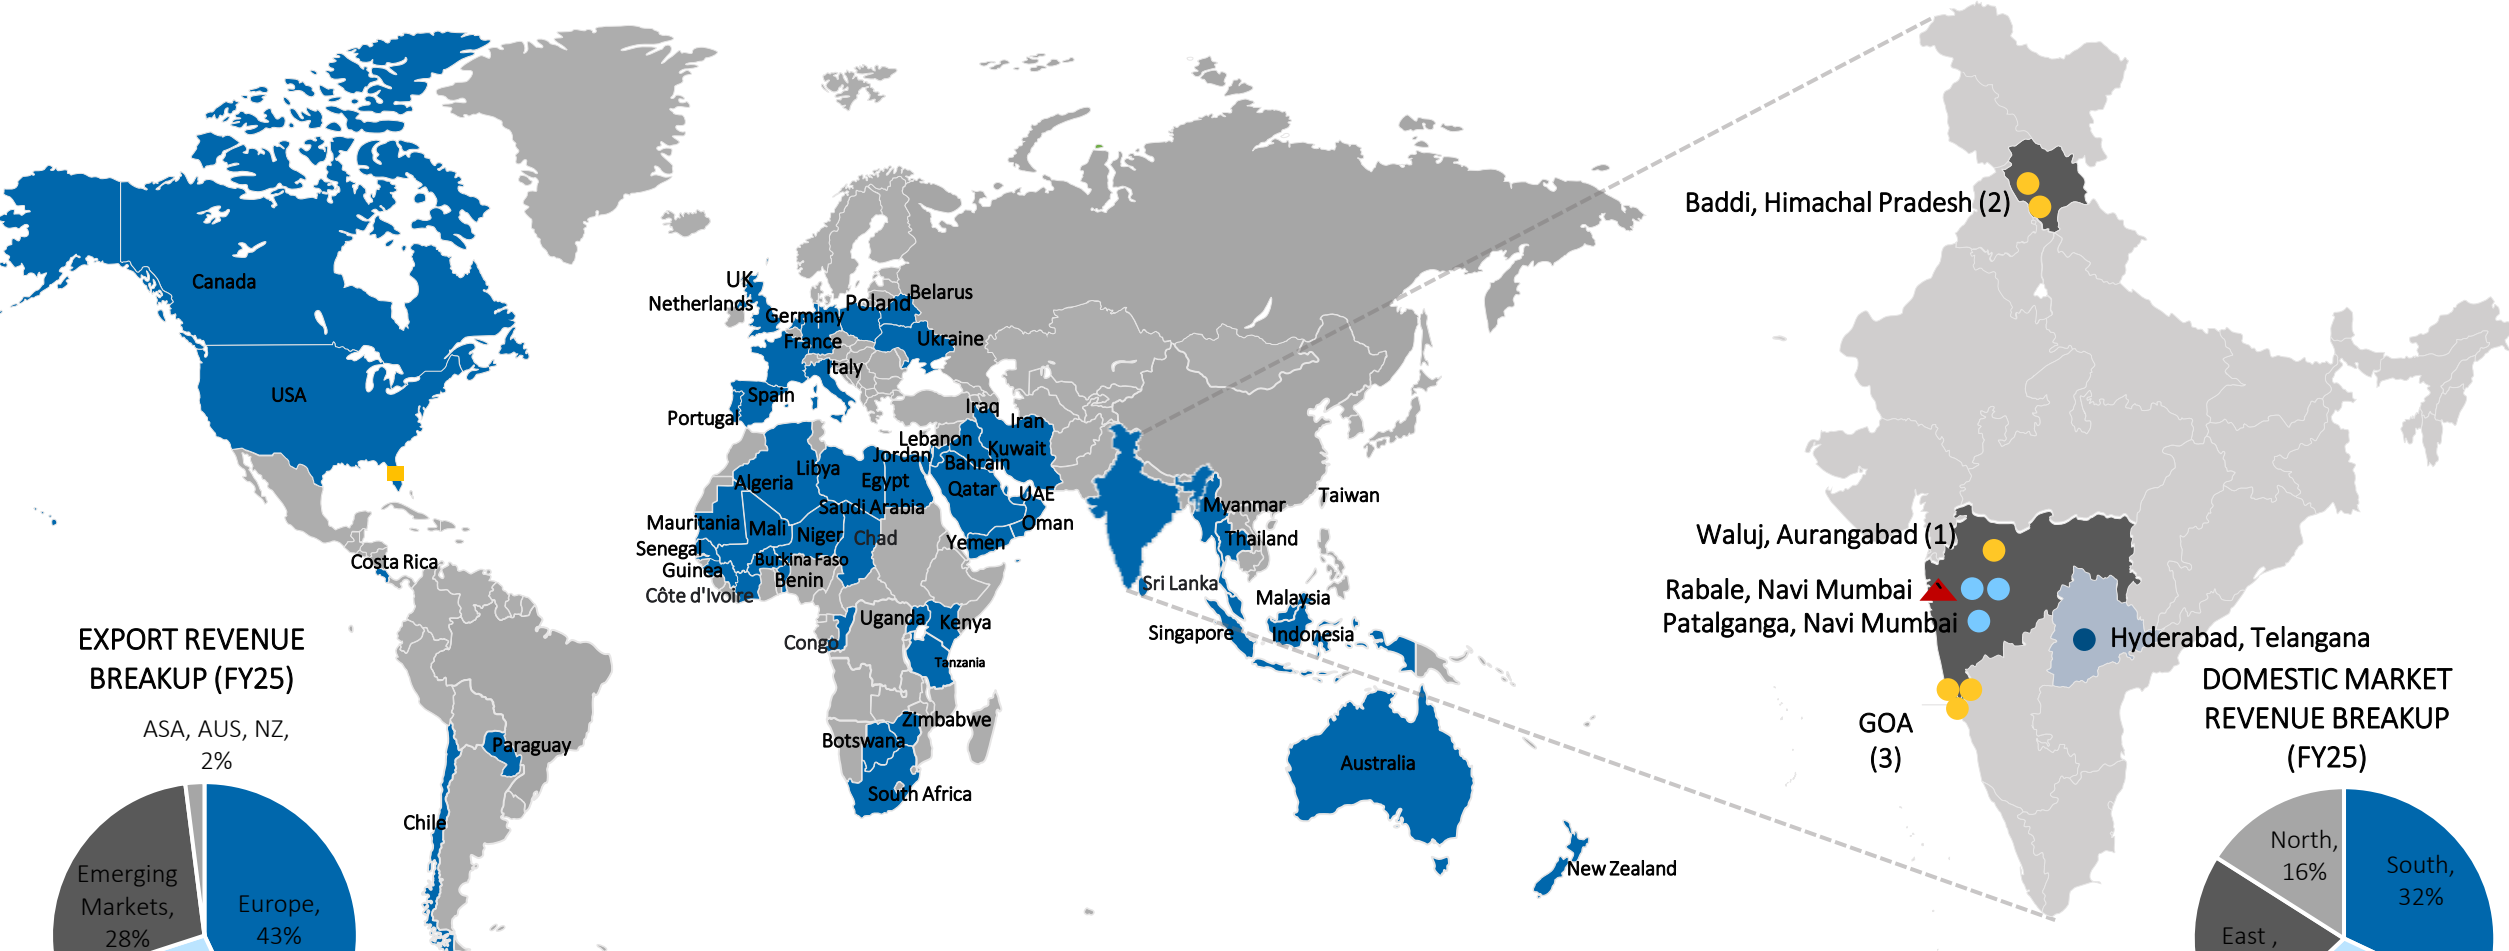 Baddi, Himachal Pradesh (2)
UK
Canada
Netherlands
Germany
Poland
Belarus
France
Ukraine
Italy
USA
Spain
Portugal
Iraq
Iran
Lebanon
Kuwait
Jordan
Bahrain
Libya
Algeria
Egypt
Qatar
UAE
Saudi Arabia
Oman
Myanmar
Taiwan
Mauritania
Mali
Niger
Chad
Yemen
Thailand
Waluj, Aurangabad (1)
Senegal
Burkina Faso
Costa Rica
Guinea
Benin
Côte d'Ivoire
Sri Lanka
Malaysia
Rabale, Navi Mumbai
Patalganga, Navi Mumbai
Uganda
Kenya
Singapore
Indonesia
Hyderabad, Telangana
Congo
Tanzania
EXPORT REVENUE
BREAKUP (FY25)
ASA, AUS, NZ,
2%
Emerging
Markets,
28%
Europe,
43%
Zimbabwe
Botswana
Paraguay
South Africa
Chile
Australia
New Zealand
GOA
(3)
DOMESTIC MARKET
REVENUE BREAKUP
(FY25)
North,
16%
South,
32%
East ,